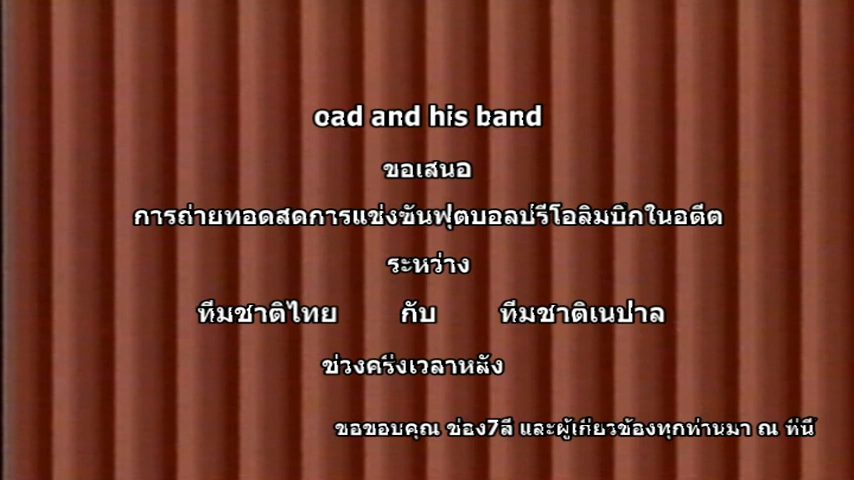 oad and his band
ขอเสนอ
การถ่ายทอดสดการแข่งขันฟุตบอลปรีโอลิมปิกในอดีต
ระหว่าง
ทีมชาติไทย กับ ทีมชาติเนปาล
ช่วงครึ่งเวลาหลัง
ขอขอบคุณ ช่อง7สี และผู้เกี่ยวข้องทุกท่านมา ณ ที่นี้